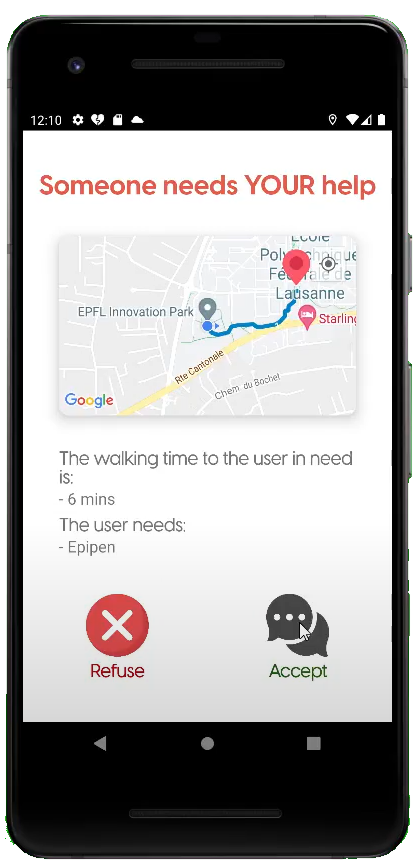 12:10
Someone needs YOUR help
École
Polytechnique
Fédérale de
Lausanne
EPFL Innovation Park
Starling
Rte Cantonale
Chem. du Bochet
Google
The walking time to the user in need
is:
- 6 mins
The user needs:
- Epipen
Refuse
Accept